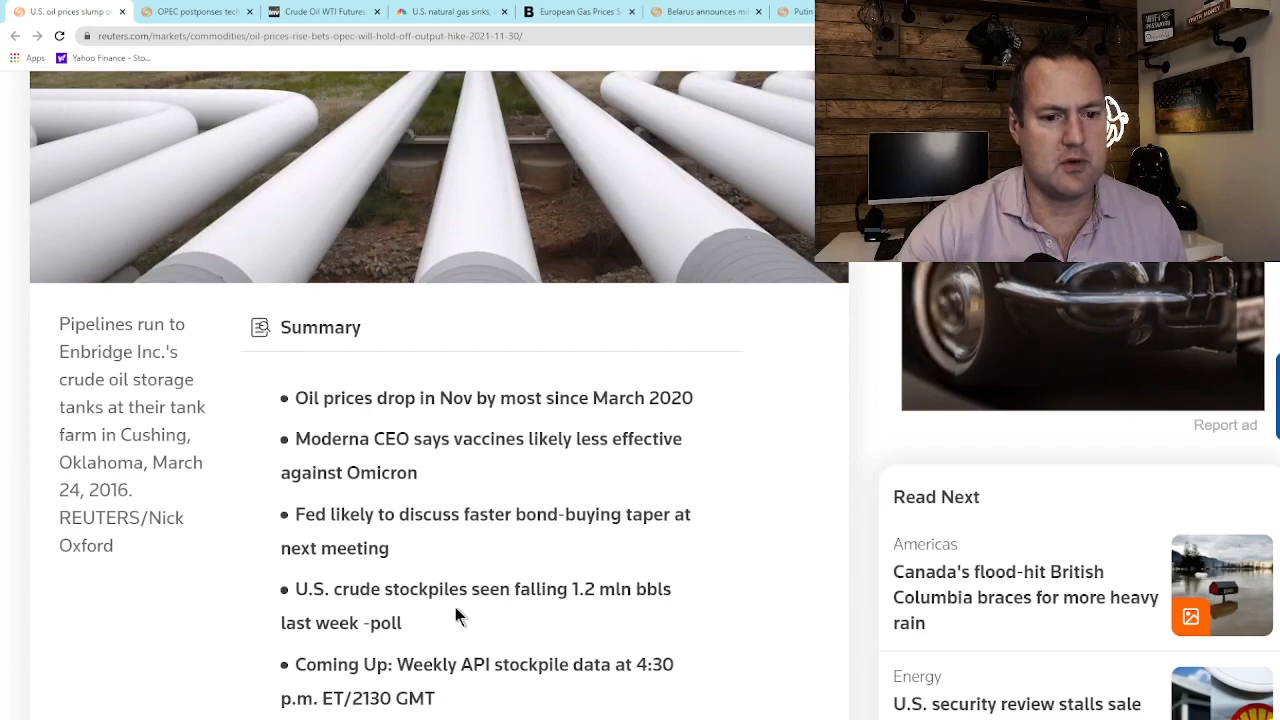 U.S. oil prices slump o
OPEC postpones tech
Crude Oil WTI Futures
U.S. natural gas sinks,
European Gas Prices S
Belarus announces mi
Putin
reuters.com/markets/commodities/oil-prices-rise-bets-opec-will-hold-off-output-hike-2021-11-30/
Apps
Yahoo Finance - Sto...
WiFi
PASSWORD
TRUTH MONEY
Pipelines run to
Enbridge Inc.'s
crude oil storage
tanks at their tank
farm in Cushing,
Oklahoma, March
24, 2016.
REUTERS/Nick
Oxford
Summary
• Oil prices drop in Nov by most since March 2020
• Moderna CEO says vaccines likely less effective
against Omicron
• Fed likely to discuss faster bond-buying taper at
next meeting
• U.S. crude stockpiles seen falling 1.2 mln bbls
last week -poll
• Coming Up: Weekly API stockpile data at 4:30
p.m. ET/2130 GMT
Report ad
Read Next
Americas
Canada's flood-hit British
Columbia braces for more heavy
rain
Energy
U.S. security review stalls sale